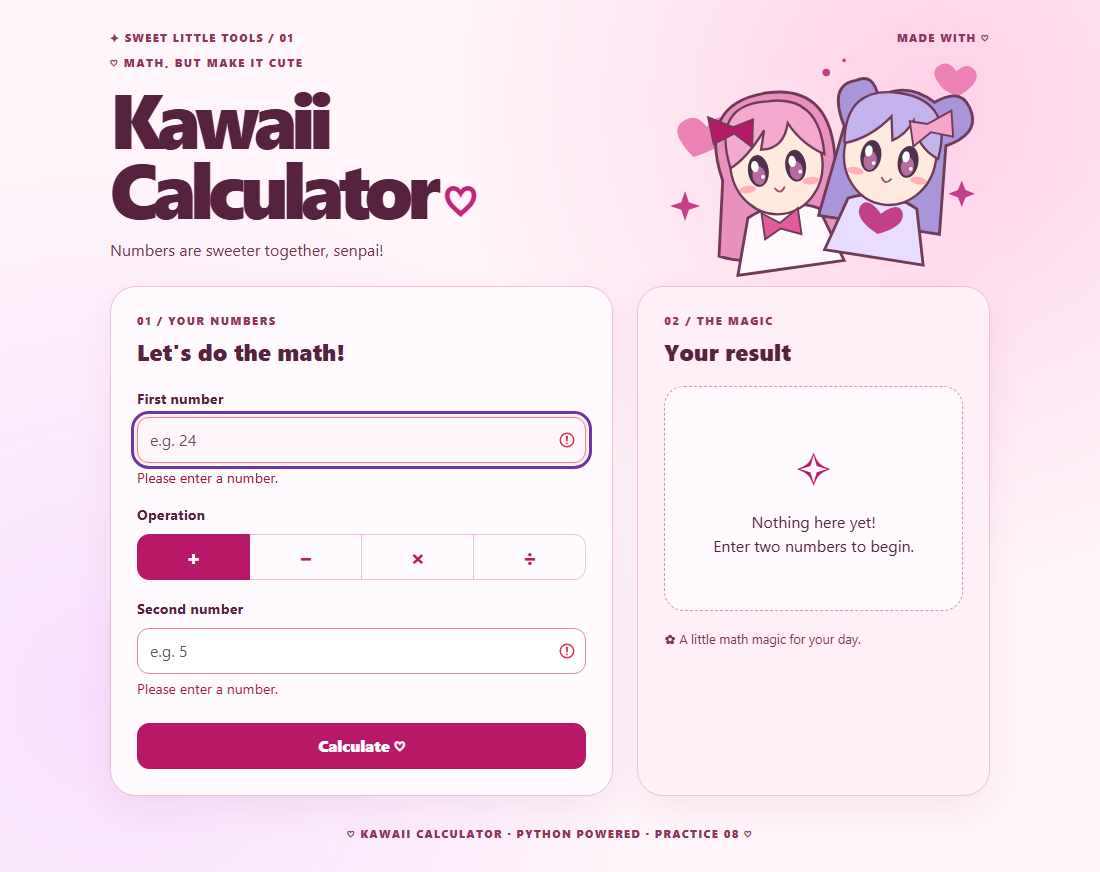 ✦ SWEET LITTLE TOOLS / 01
MADE WITH ♡
♡ MATH, BUT MAKE IT CUTE
Kawaii
Calculator♡
Numbers are sweeter together, senpai!
01 / YOUR NUMBERS
Let's do the math!
First number
e.g. 24
Please enter a number.
Operation
+ − × ÷
Second number
e.g. 5
Please enter a number.
Calculate ♡
02 / THE MAGIC
Your result
Nothing here yet!
Enter two numbers to begin.
✿ A little math magic for your day.
♡ KAWAII CALCULATOR · PYTHON POWERED · PRACTICE 08 ♡